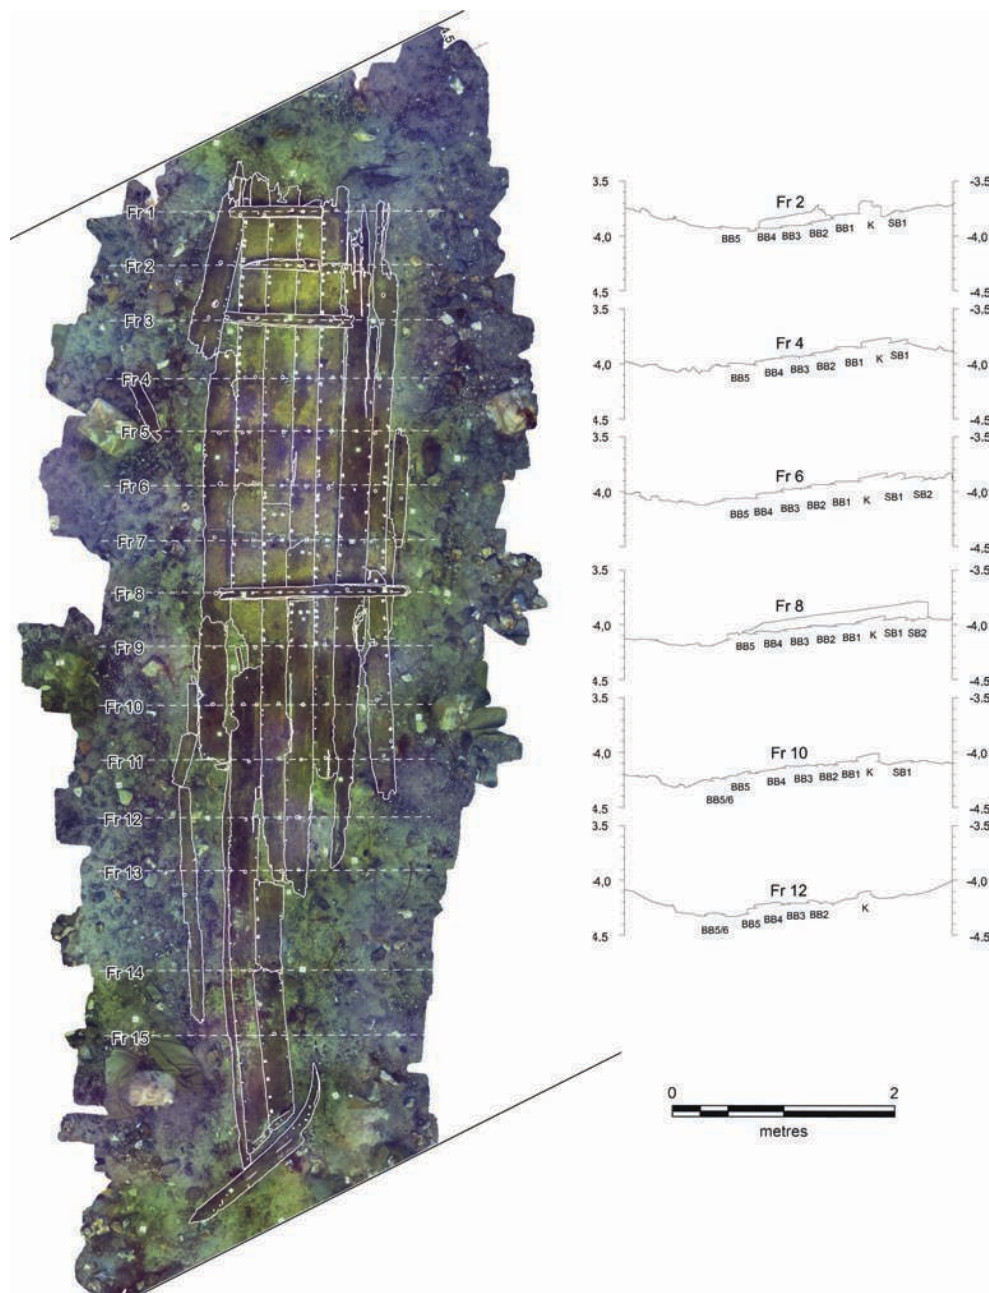 4.5
Fr 1
Fr 2
Fr 3
Fr 4
Fr 5
Fr 6
Fr 7
Fr 8
Fr 9
Fr 10
Fr 11
Fr 12
Fr 13
Fr 14
Fr 15
3.5 Fr 2 -3.5
4,0 BB5 BB4 BB3 BB2 BB1 K SB1 -4,0
4.5 -4.5
3.5 -3.5
Fr 4
4,0 BB5 BB4 BB3 BB2 BB1 K SB1 -4,0
4.5 -4.5
3.5 -3.5
Fr 6
4,0 BB5 BB4 BB3 BB2 BB1 K SB1 SB2 -4,0
4.5 -4.5
3.5 -3.5
Fr 8
4,0 BB5 BB4 BB3 BB2 BB1 K SB1 SB2 -4,0
4.5 -4.5
3.5 -3.5
Fr 10
4,0 BB5/6 BB5 BB4 BB3 BB2 BB1 K SB1 -4,0
4.5 -4.5
3.5 -3.5
Fr 12
4,0 BB5/6 BB5 BB4 BB3 BB2 K -4,0
4.5 -4.5
0 2
metres